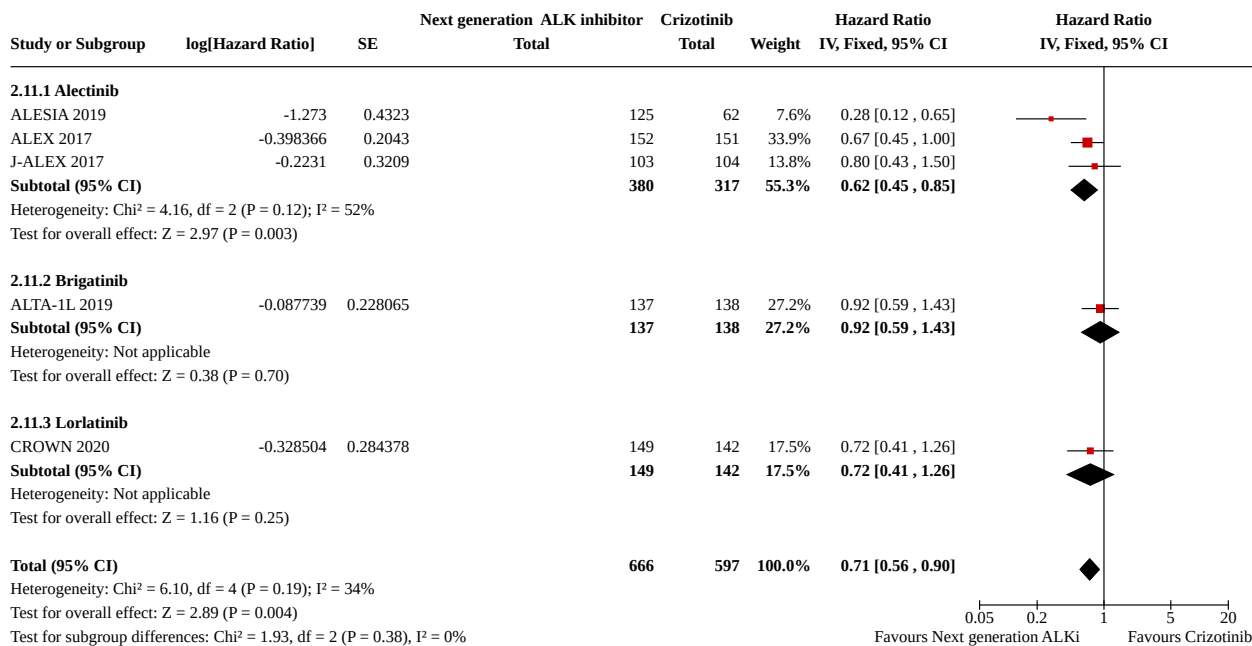 Next generation ALK inhibitor Crizotinib Hazard Ratio Hazard Ratio
Study or Subgroup log[Hazard Ratio] SE Total Total Weight IV, Fixed, 95% CI IV, Fixed, 95% CI
2.11.1 Alectinib
ALESIA 2019 -1.273 0.4323 125 62 7.6% 0.28 [0.12 , 0.65]
ALEX 2017 -0.398366 0.2043 152 151 33.9% 0.67 [0.45 , 1.00]
J-ALEX 2017 -0.2231 0.3209 103 104 13.8% 0.80 [0.43 , 1.50]
Subtotal (95% CI) 380 317 55.3% 0.62 [0.45 , 0.85]
Heterogeneity: Chi² = 4.16, df = 2 (P = 0.12); I² = 52%
Test for overall effect: Z = 2.97 (P = 0.003)
2.11.2 Brigatinib
ALTA-1L 2019 -0.087739 0.228065 137 138 27.2% 0.92 [0.59 , 1.43]
Subtotal (95% CI) 137 138 27.2% 0.92 [0.59 , 1.43]
Heterogeneity: Not applicable
Test for overall effect: Z = 0.38 (P = 0.70)
2.11.3 Lorlatinib
CROWN 2020 -0.328504 0.284378 149 142 17.5% 0.72 [0.41 , 1.26]
Subtotal (95% CI) 149 142 17.5% 0.72 [0.41 , 1.26]
Heterogeneity: Not applicable
Test for overall effect: Z = 1.16 (P = 0.25)
Total (95% CI) 666 597 100.0% 0.71 [0.56 , 0.90]
Heterogeneity: Chi² = 6.10, df = 4 (P = 0.19); I² = 34%
Test for overall effect: Z = 2.89 (P = 0.004)
0.05 0.2 1 5 20
Test for subgroup differences: Chi² = 1.93, df = 2 (P = 0.38), I² = 0%
Favours Next generation ALKi Favours Crizotinib